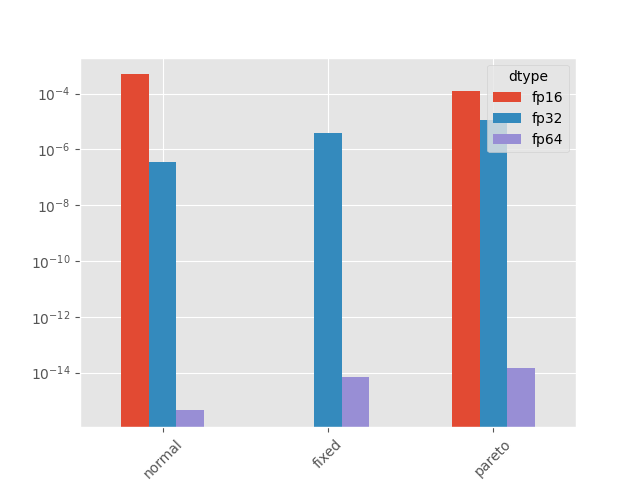 dtype
fp16
fp32
fp64
10⁻⁴
10⁻⁶
10⁻⁸
10⁻¹⁰
10⁻¹²
10⁻¹⁴
normal
fixed
pareto